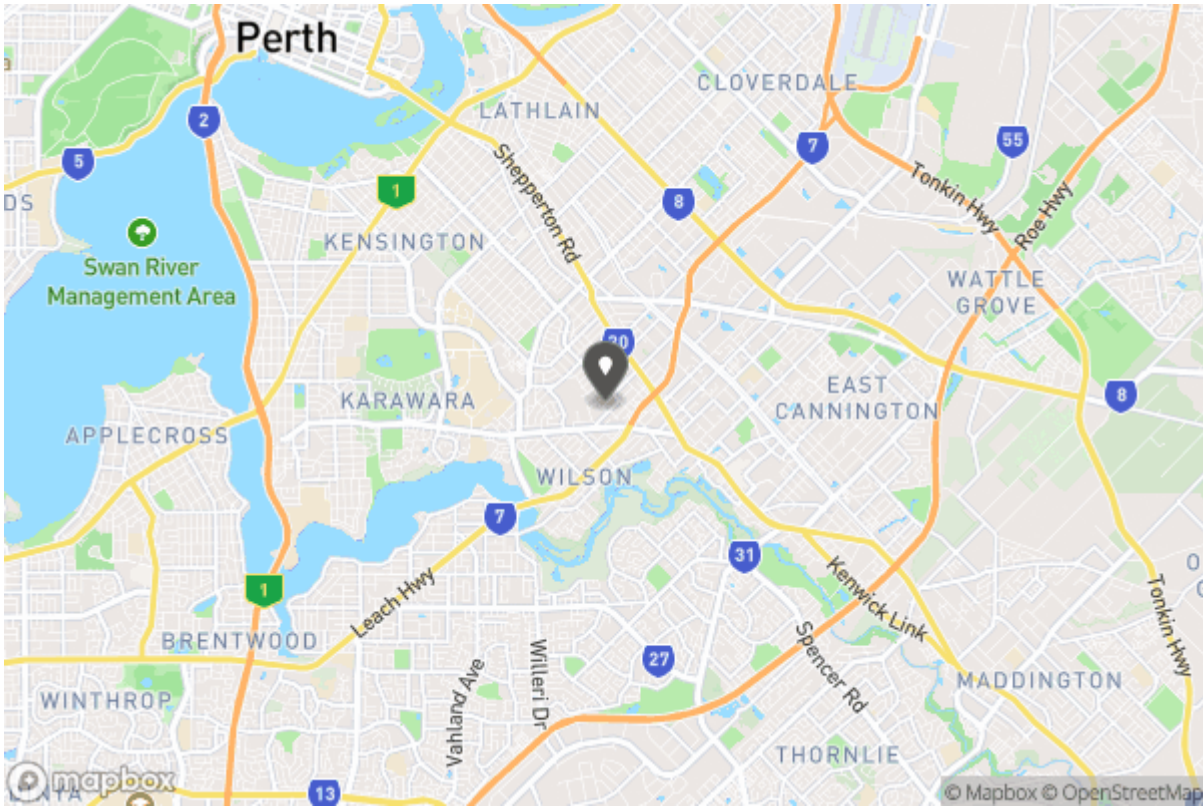 Perth
CLOVERDALE
LATHLAIN
2
7
55
5
Shepperton Rd
Tonkin Hwy
1
8
DS
Roe Hwy
KENSINGTON
Swan River
Management Area
WATTLE
GROVE
20
KARAWARA
EAST
CANNINGTON
8
APPLECROSS
WILSON
7
31
Kenwick Link
1
Leach Hwy
Tonkin Hwy
BRENTWOOD
Willeri Dr
Spencer Rd
27
Vahland Ave
MADDINGTON
WINTHROP
THORNLIE
mapbox
13
© Mapbox © OpenStreetMap